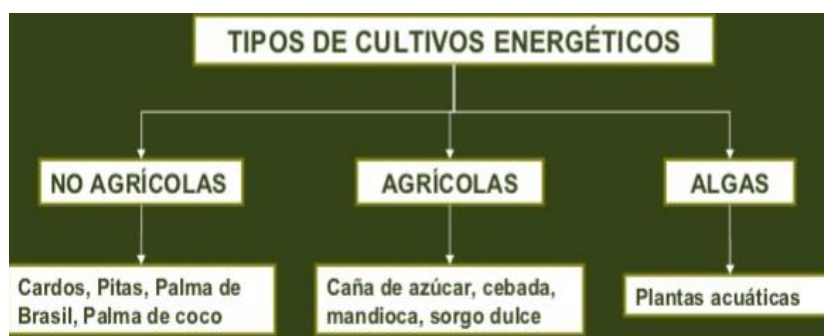 TIPOS DE CULTIVOS ENERGÉTICOS
NO AGRÍCOLAS
AGRÍCOLAS
ALGAS
Cardos, Pitas, Palma de
Brasil, Palma de coco
Caña de azúcar, cebada,
mandioca, sorgo dulce
Plantas acuáticas